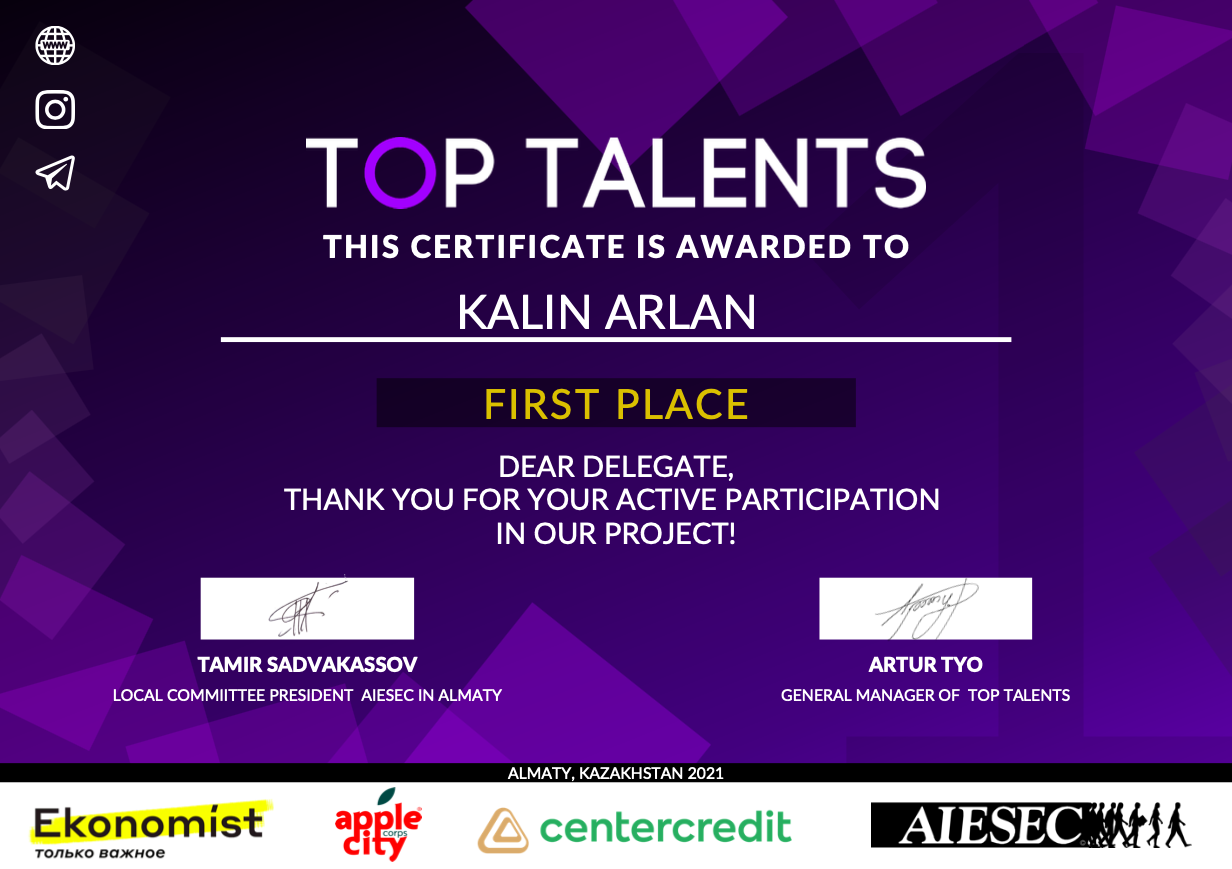 WWW
TOP TALENTS
THIS CERTIFICATE IS AWARDED TO
KALIN ARLAN
FIRST PLACE
DEAR DELEGATE,
THANK YOU FOR YOUR ACTIVE PARTICIPATION
IN OUR PROJECT!
TAMIR SADVAKASSOV
LOCAL COMMIITTEE PRESIDENT AIESEC IN ALMATY
ARTUR TYO
GENERAL MANAGER OF TOP TALENTS
ALMATY, KAZAKHSTAN 2021
Ekonomist
только важное
apple
corps
city
centercredit
AIESEC